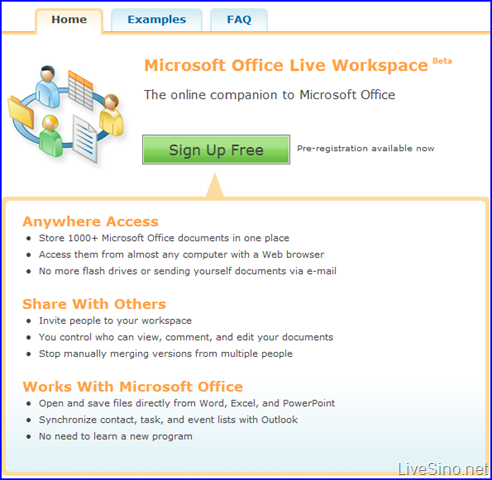 Home Examples FAQ
Microsoft Office Live Workspace Beta
The online companion to Microsoft Office
Sign Up Free Pre-registration available now
Anywhere Access
• Store 1000+ Microsoft Office documents in one place
• Access them from almost any computer with a Web browser
• No more flash drives or sending yourself documents via e-mail
Share With Others
• Invite people to your workspace
• You control who can view, comment, and edit your documents
• Stop manually merging versions from multiple people
Works With Microsoft Office
• Open and save files directly from Word, Excel, and PowerPoint
• Synchronize contact, task, and event lists with Outlook
• No need to learn a new program
LiveSino.net